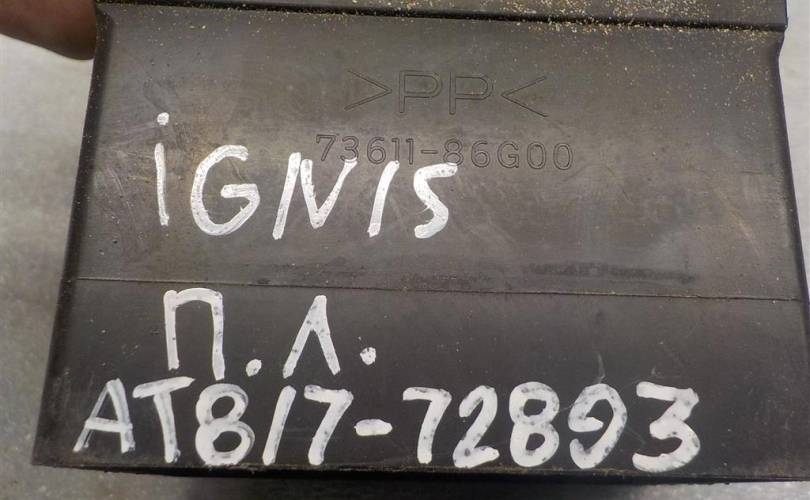 >PP<
73611-86G00
iGNIS
П.Л.
AT817-72893